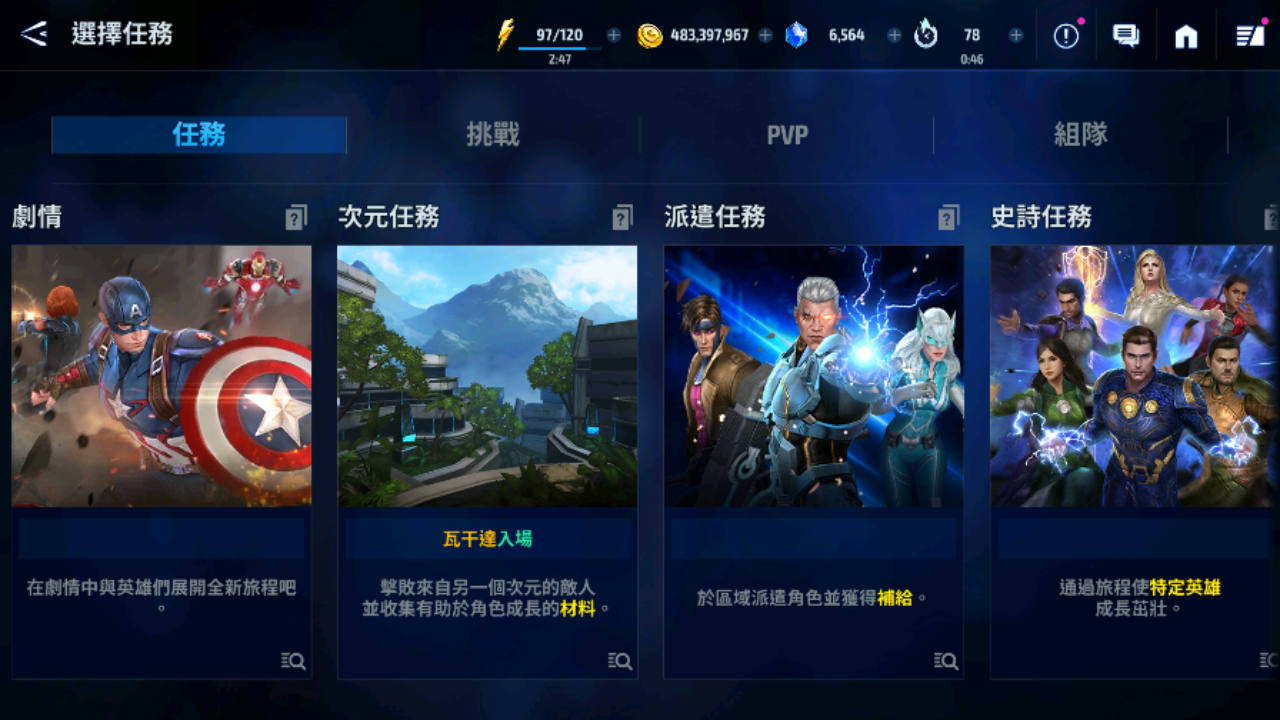 選擇任務
97/120
2:47
483,397,967
6,564
78
0:46
任務
挑戰
PVP
組隊
劇情
次元任務
派遣任務
史詩任務
瓦干達入場
在劇情中與英雄們展開全新旅程吧
。
擊敗來自另一個次元的敵人
並收集有助於角色成長的材料。
於區域派遣角色並獲得補給。
通過旅程使特定英雄
成長茁壯。